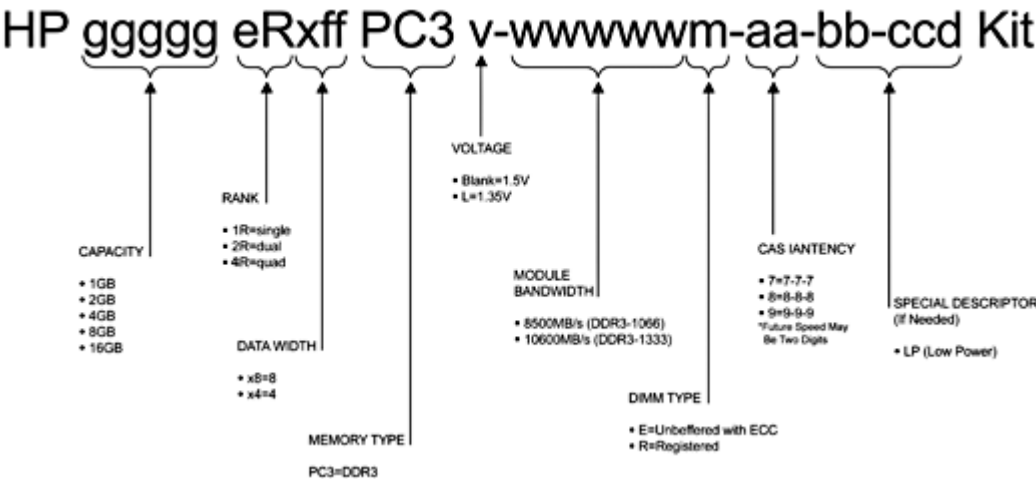 HP ggggg eRxff PC3 v-wwwwwm-aa-bb-ccd Kit
VOLTAGE
• Blank=1.5V
• L=1.35V
RANK
• 1R=single
• 2R=dual
• 4R=quad
CAPACITY
+ 1GB
+ 2GB
+ 4GB
+ 8GB
+ 16GB
CAS IANTENCY
• 7=7-7-7
• 8=8-8-8
• 9=9-9-9
*Future Speed May
Be Two Digits
MODULE
BANDWIDTH
• 8500MB/s (DDR3-1066)
• 10600MB/s (DDR3-1333)
SPECIAL DESCRIPTOR
(If Needed)
• LP (Low Power)
DATA WIDTH
• x8=8
• x4=4
DIMM TYPE
• E=Unbeffered with ECC
• R=Registered
MEMORY TYPE
PC3=DDR3